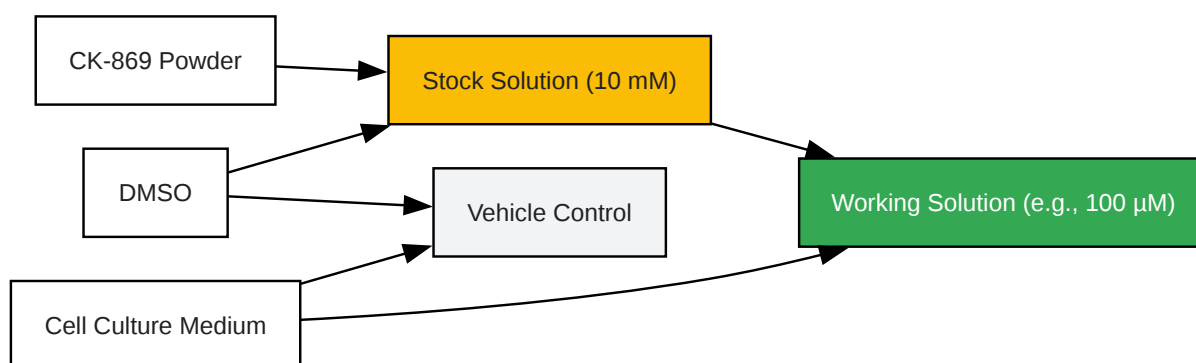 CK-869 Powder
Stock Solution (10 mM)
DMSO
Vehicle Control
Working Solution (e.g., 100 µM)
Cell Culture Medium